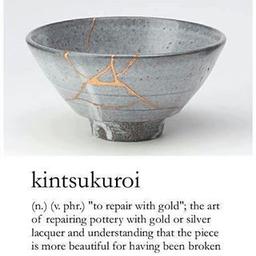 kintsukuroi
(n.) (v. phr.) "to repair with gold"; the art
of repairing pottery with gold or silver
lacquer and understanding that the piece
is more beautiful for having been broken